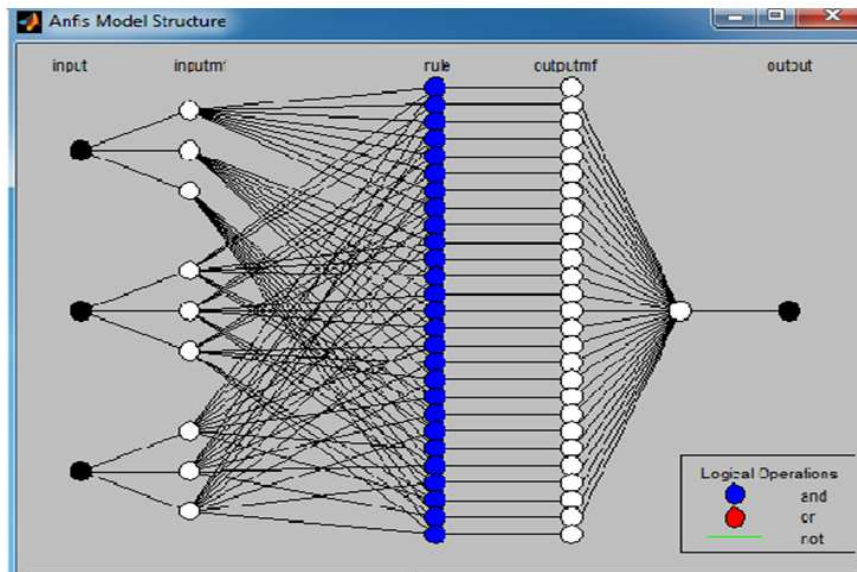 Anfis Model Structure
input inputmf rule outputmf output
Logical Operations
and
or
not